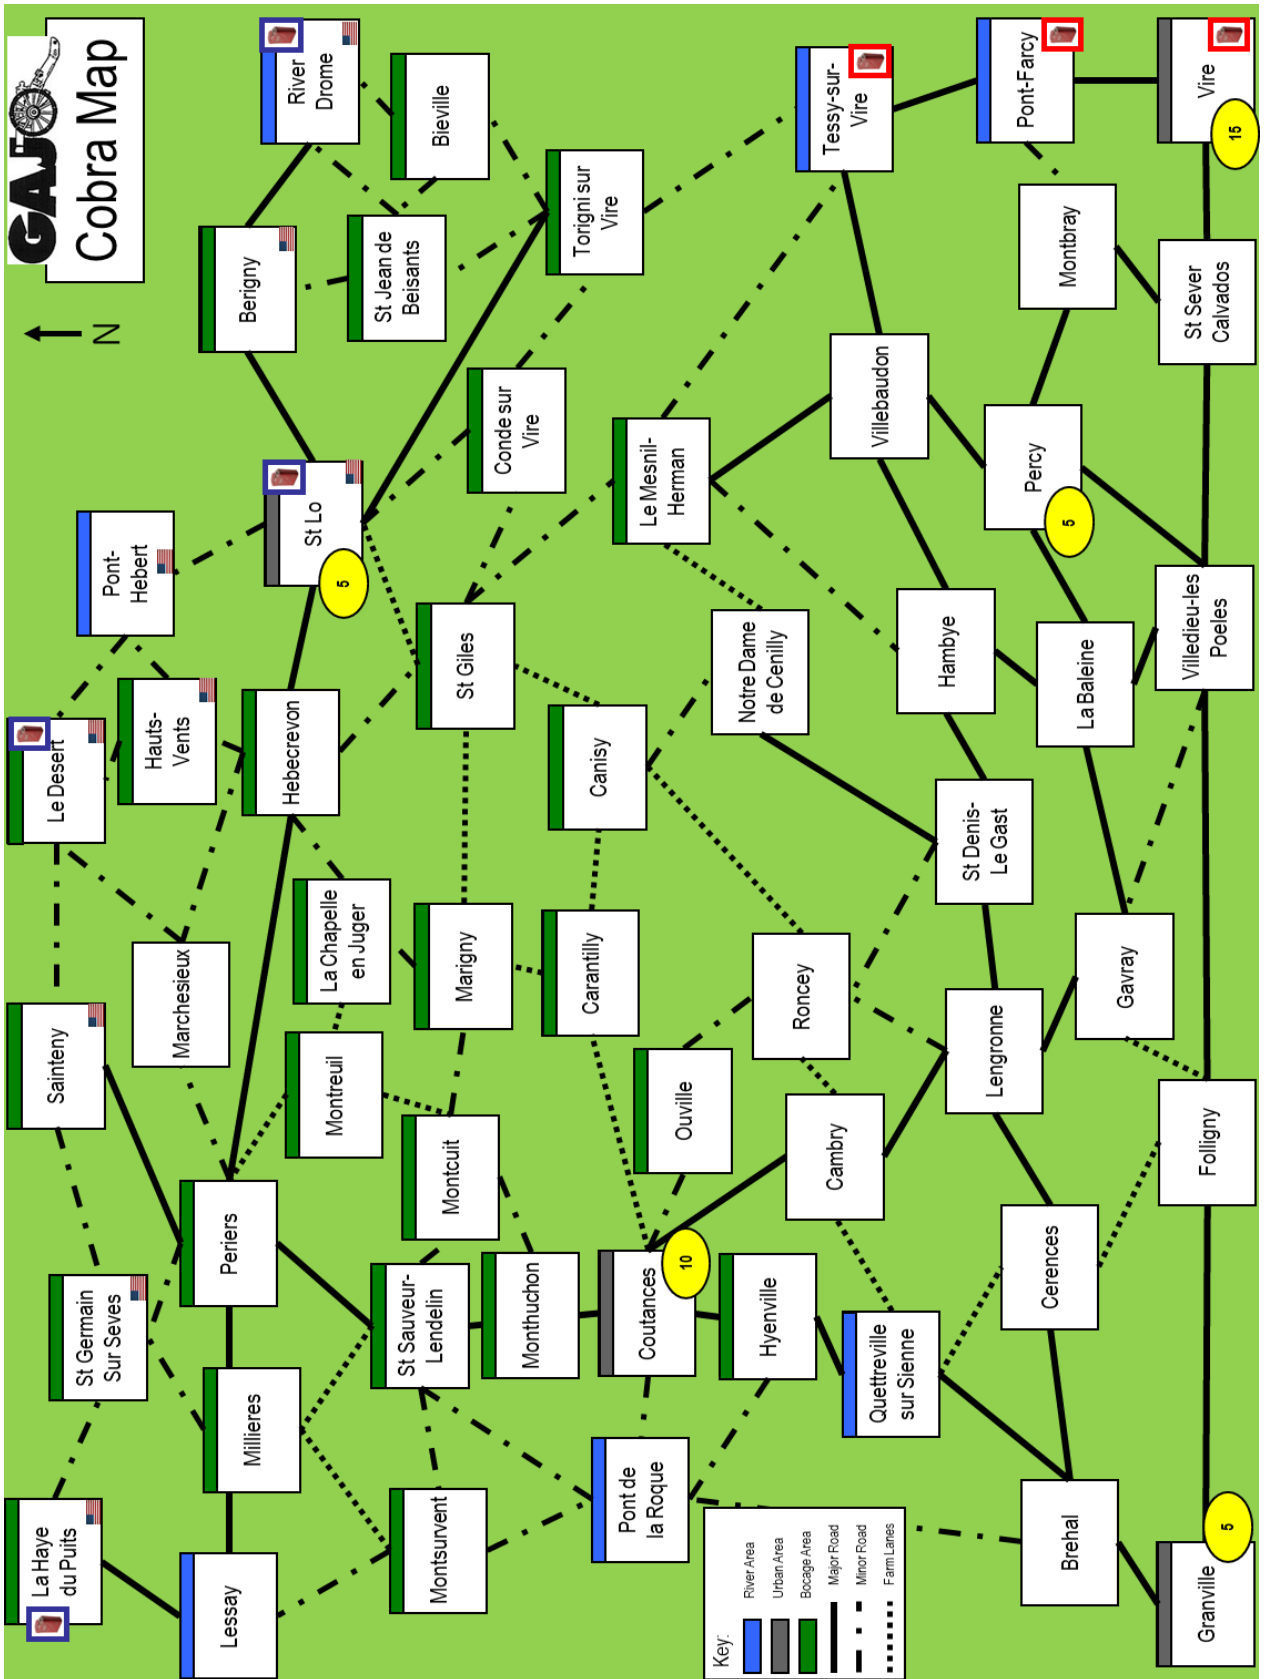 GAJO
Cobra Map
N
La Haye
du Puits
St Germain
Sur Seves
Sainteny
Le Desert
Pont-
Hebert
Hauts-
Vents
Marchesieux
Lessay
Millieres
Periers
Hebecrevon
St Lo
5
Berigny
River
Drome
Montreuil
La Chapelle
en Juger
St Jean de
Beisants
Bieville
Montsurvent
St Sauveur-
Lendelin
Montcuit
Marigny
St Giles
Conde sur
Vire
Monthuchon
Carantilly
Canisy
Torigni sur
Vire
Pont de
la Roque
Coutances
10
Ouville
Le Mesnil-
Herman
Hyenville
Roncey
Notre Dame
de Cenilly
Cambry
Quettreville
sur Sienne
Villebaudon
Tessy-sur-
Vire
Hambye
St Denis-
Le Gast
Lengronne
Cerences
Percy
5
Montbray
Pont-Farcy
La Baleine
Gavray
Brehal
Granville
5
Folligny
Villedieu-les
Poeles
St Sever
Calvados
Vire
15
Key:
River Area
Urban Area
Bocage Area
Major Road
Minor Road
Farm Lanes